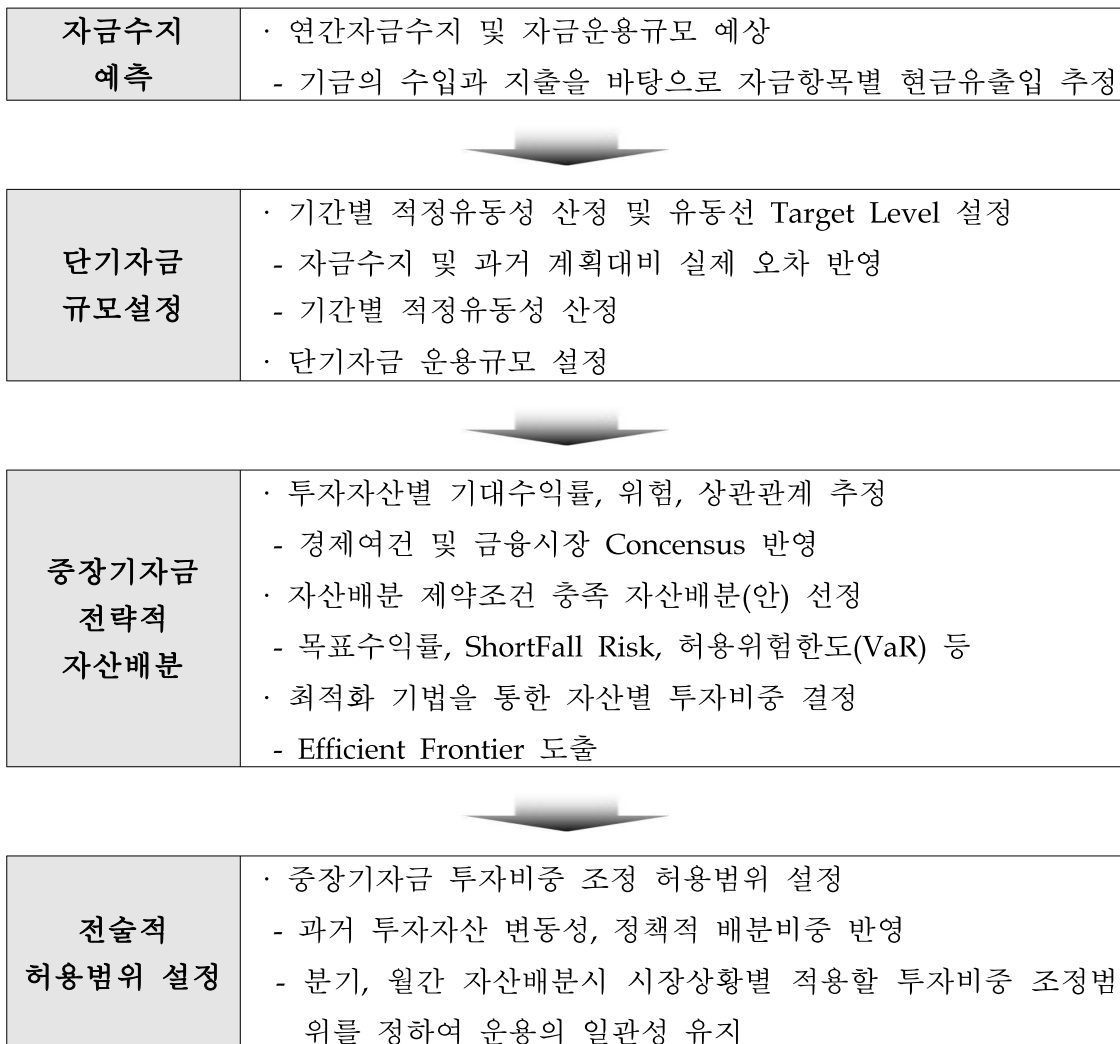 자금수지
예측
· 연간자금수지 및 자금운용규모 예상
- 기금의 수입과 지출을 바탕으로 자금항목별 현금유출입 추정
단기자금
규모설정
· 기간별 적정유동성 산정 및 유동선 Target Level 설정
- 자금수지 및 과거 계획대비 실제 오차 반영
- 기간별 적정유동성 산정
· 단기자금 운용규모 설정
중장기자금
전략적
자산배분
· 투자자산별 기대수익률, 위험, 상관관계 추정
- 경제여건 및 금융시장 Concensus 반영
· 자산배분 제약조건 충족 자산배분(안) 선정
- 목표수익률, ShortFall Risk, 허용위험한도(VaR) 등
· 최적화 기법을 통한 자산별 투자비중 결정
- Efficient Frontier 도출
전술적
허용범위 설정
· 중장기자금 투자비중 조정 허용범위 설정
- 과거 투자자산 변동성, 정책적 배분비중 반영
- 분기, 월간 자산배분시 시장상황별 적용할 투자비중 조정범
위를 정하여 운용의 일관성 유지